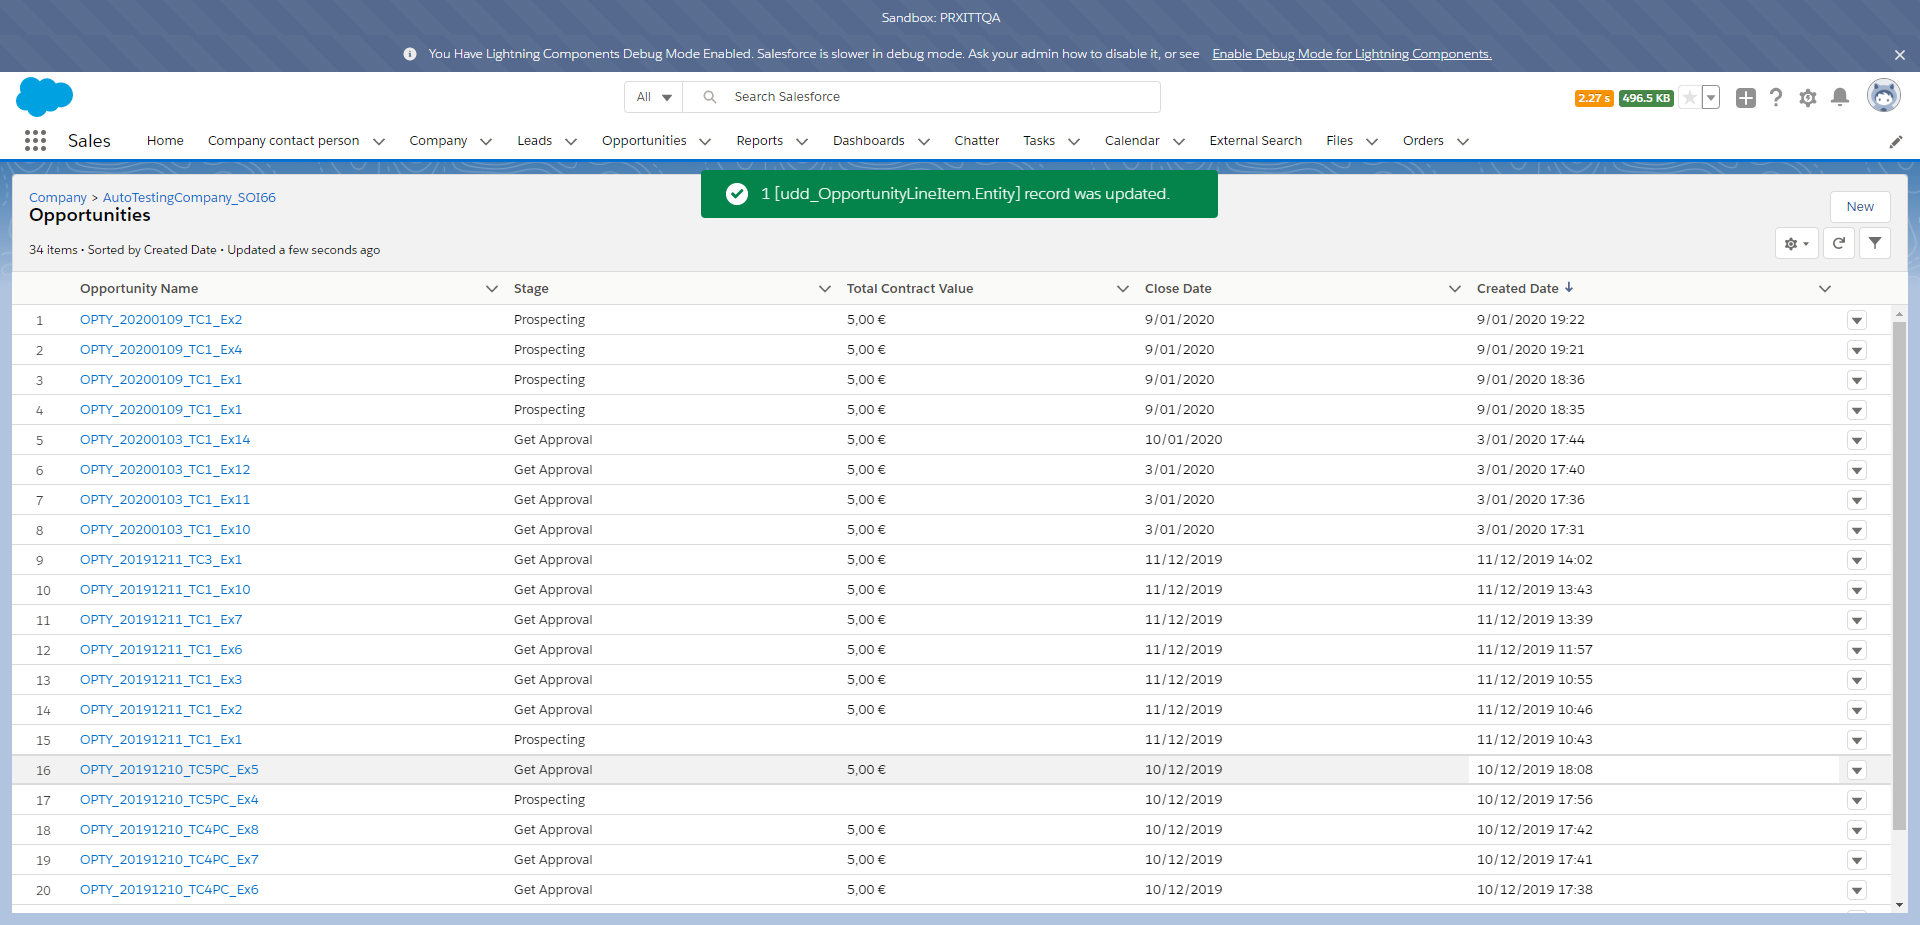 Sandbox: PRXITTQA
You Have Lightning Components Debug Mode Enabled. Salesforce is slower in debug mode. Ask your admin how to disable it, or see Enable Debug Mode for Lightning Components.
All Search Salesforce 2.27 s 496.5 KB
Sales Home Company contact person Company Leads Opportunities Reports Dashboards Chatter Tasks Calendar External Search Files Orders
1 [udd_OpportunityLineItem.Entity] record was updated.
Company > AutoTestingCompany_SOI66
Opportunities
New
34 items • Sorted by Created Date • Updated a few seconds ago
Opportunity Name Stage Total Contract Value Close Date Created Date
1 OPTY_20200109_TC1_Ex2 Prospecting 5,00 € 9/01/2020 9/01/2020 19:22
2 OPTY_20200109_TC1_Ex4 Prospecting 5,00 € 9/01/2020 9/01/2020 19:21
3 OPTY_20200109_TC1_Ex1 Prospecting 5,00 € 9/01/2020 9/01/2020 18:36
4 OPTY_20200109_TC1_Ex1 Prospecting 5,00 € 9/01/2020 9/01/2020 18:35
5 OPTY_20200103_TC1_Ex14 Get Approval 5,00 € 10/01/2020 3/01/2020 17:44
6 OPTY_20200103_TC1_Ex12 Get Approval 5,00 € 3/01/2020 3/01/2020 17:40
7 OPTY_20200103_TC1_Ex11 Get Approval 5,00 € 3/01/2020 3/01/2020 17:36
8 OPTY_20200103_TC1_Ex10 Get Approval 5,00 € 3/01/2020 3/01/2020 17:31
9 OPTY_20191211_TC3_Ex1 Get Approval 5,00 € 11/12/2019 11/12/2019 14:02
10 OPTY_20191211_TC1_Ex10 Get Approval 5,00 € 11/12/2019 11/12/2019 13:43
11 OPTY_20191211_TC1_Ex7 Get Approval 5,00 € 11/12/2019 11/12/2019 13:39
12 OPTY_20191211_TC1_Ex6 Get Approval 5,00 € 11/12/2019 11/12/2019 11:57
13 OPTY_20191211_TC1_Ex3 Get Approval 5,00 € 11/12/2019 11/12/2019 10:55
14 OPTY_20191211_TC1_Ex2 Get Approval 5,00 € 11/12/2019 11/12/2019 10:46
15 OPTY_20191211_TC1_Ex1 Prospecting 11/12/2019 11/12/2019 10:43
16 OPTY_20191210_TC5PC_Ex5 Get Approval 5,00 € 10/12/2019 10/12/2019 18:08
17 OPTY_20191210_TC5PC_Ex4 Prospecting 10/12/2019 10/12/2019 17:56
18 OPTY_20191210_TC4PC_Ex8 Get Approval 5,00 € 10/12/2019 10/12/2019 17:42
19 OPTY_20191210_TC4PC_Ex7 Get Approval 5,00 € 10/12/2019 10/12/2019 17:41
20 OPTY_20191210_TC4PC_Ex6 Get Approval 5,00 € 10/12/2019 10/12/2019 17:38